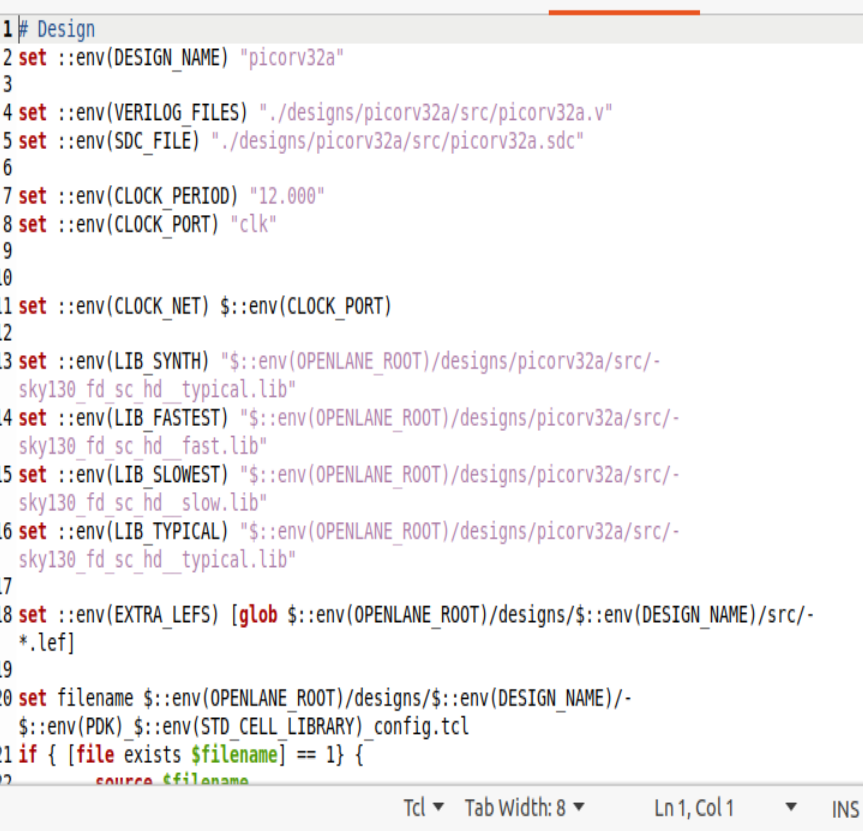 1 # Design
2 set ::env(DESIGN_NAME) "picorv32a"
3
4 set ::env(VERILOG_FILES) "./designs/picorv32a/src/picorv32a.v"
5 set ::env(SDC_FILE) "./designs/picorv32a/src/picorv32a.sdc"
6
7 set ::env(CLOCK_PERIOD) "12.000"
8 set ::env(CLOCK_PORT) "clk"
9
10
11 set ::env(CLOCK_NET) $::env(CLOCK_PORT)
12
13 set ::env(LIB_SYNTH) "$::env(OPENLANE_ROOT)/designs/picorv32a/src/-
sky130_fd_sc_hd__typical.lib"
14 set ::env(LIB_FASTEST) "$::env(OPENLANE_ROOT)/designs/picorv32a/src/-
sky130_fd_sc_hd__fast.lib"
15 set ::env(LIB_SLOWEST) "$::env(OPENLANE_ROOT)/designs/picorv32a/src/-
sky130_fd_sc_hd__slow.lib"
16 set ::env(LIB_TYPICAL) "$::env(OPENLANE_ROOT)/designs/picorv32a/src/-
sky130_fd_sc_hd__typical.lib"
17
18 set ::env(EXTRA_LEFS) [glob $::env(OPENLANE_ROOT)/designs/$::env(DESIGN_NAME)/src/-
*.lef]
19
20 set filename $::env(OPENLANE_ROOT)/designs/$::env(DESIGN_NAME)/-
$::env(PDK)_$::env(STD_CELL_LIBRARY)_config.tcl
21 if { [file exists $filename] == 1} {
22 source $filename
Tcl Tab Width: 8 Ln 1, Col 1 INS